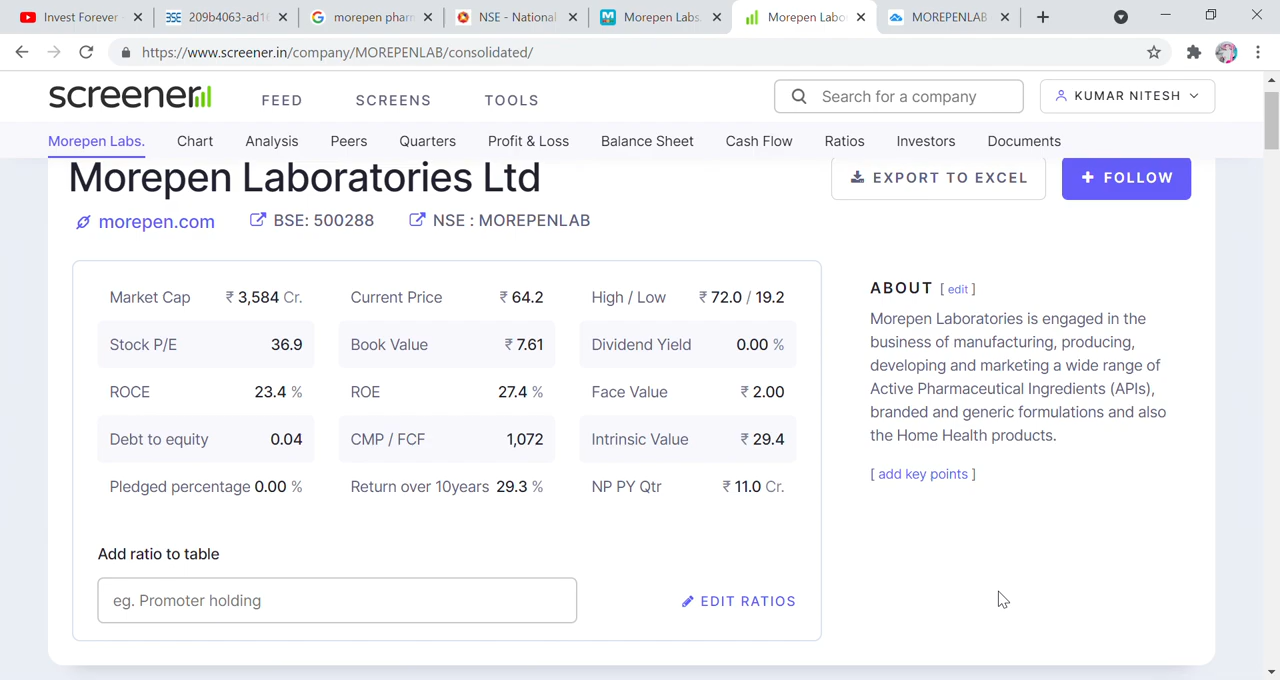 Invest Forever
209b4063-ad16
morepen pharm
NSE - National
Morepen Labs.
Morepen Labo
MOREPENLAB
https://www.screener.in/company/MOREPENLAB/consolidated/
screener
FEED
SCREENS
TOOLS
Search for a company
KUMAR NITESH
Morepen Labs. Chart Analysis Peers Quarters Profit & Loss Balance Sheet Cash Flow Ratios Investors Documents
Morepen Laboratories Ltd
EXPORT TO EXCEL
+ FOLLOW
morepen.com BSE: 500288 NSE : MOREPENLAB
Market Cap ₹ 3,584 Cr. Current Price ₹ 64.2 High / Low ₹ 72.0 / 19.2
Stock P/E 36.9 Book Value ₹ 7.61 Dividend Yield 0.00 %
ROCE 23.4 % ROE 27.4 % Face Value ₹ 2.00
Debt to equity 0.04 CMP / FCF 1,072 Intrinsic Value ₹ 29.4
Pledged percentage 0.00 % Return over 10years 29.3 % NP PY Qtr ₹ 11.0 Cr.
Add ratio to table
eg. Promoter holding
EDIT RATIOS
ABOUT [ edit ]
Morepen Laboratories is engaged in the
business of manufacturing, producing,
developing and marketing a wide range of
Active Pharmaceutical Ingredients (APIs),
branded and generic formulations and also
the Home Health products.
[ add key points ]